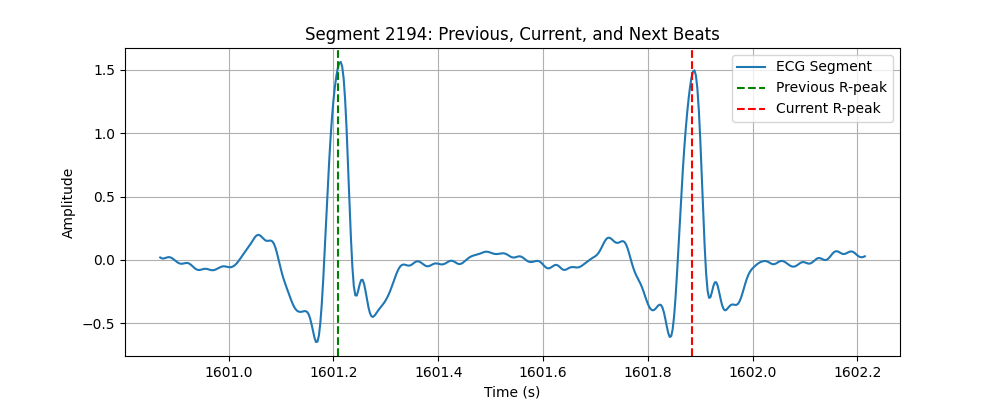 Segment 2194: Previous, Current, and Next Beats
ECG Segment
Previous R-peak
Current R-peak
Amplitude
1.5
1.0
0.5
0.0
−0.5
1601.0 1601.2 1601.4 1601.6 1601.8 1602.0 1602.2
Time (s)